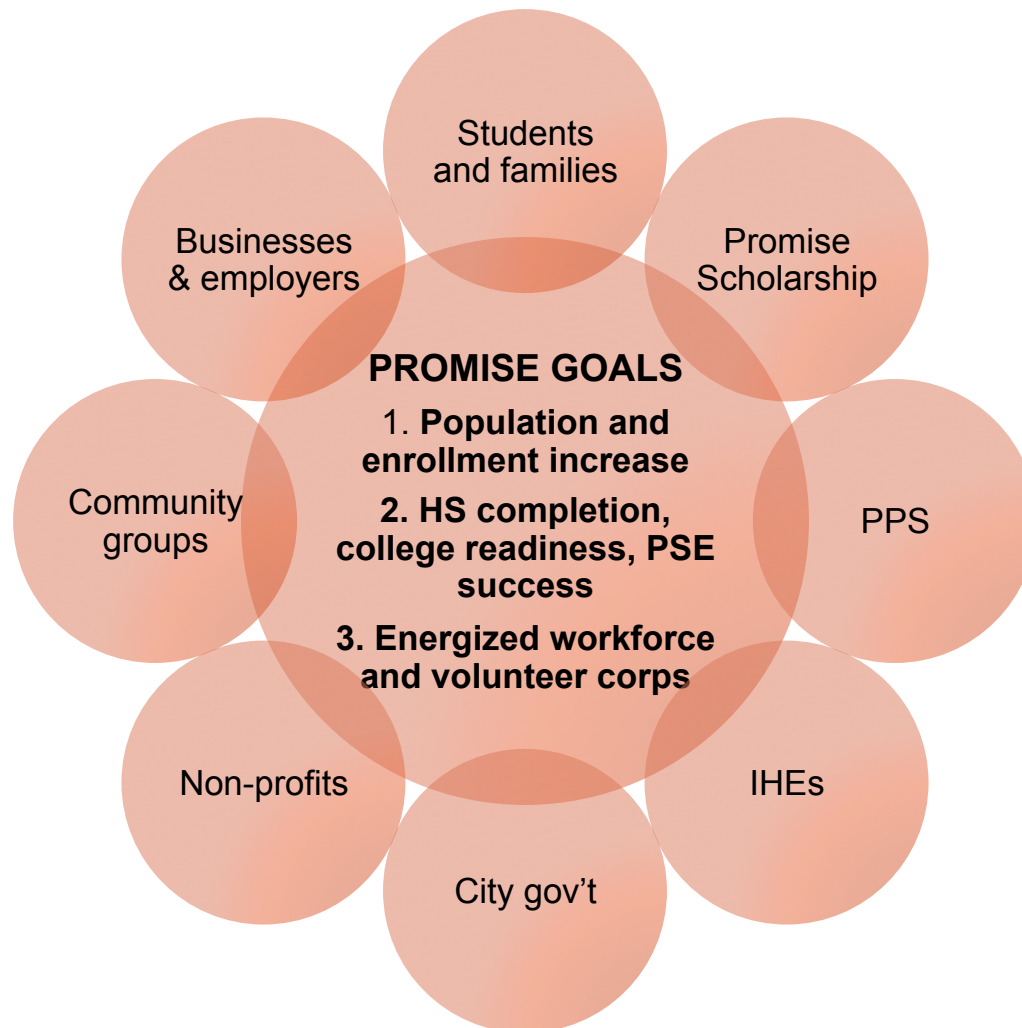 Students
and families
Promise
Scholarship
PPS
IHEs
City gov’t
Non-profits
Community
groups
Businesses
& employers
PROMISE GOALS
1. Population and
enrollment increase
2. HS completion,
college readiness, PSE
success
3. Energized workforce
and volunteer corps